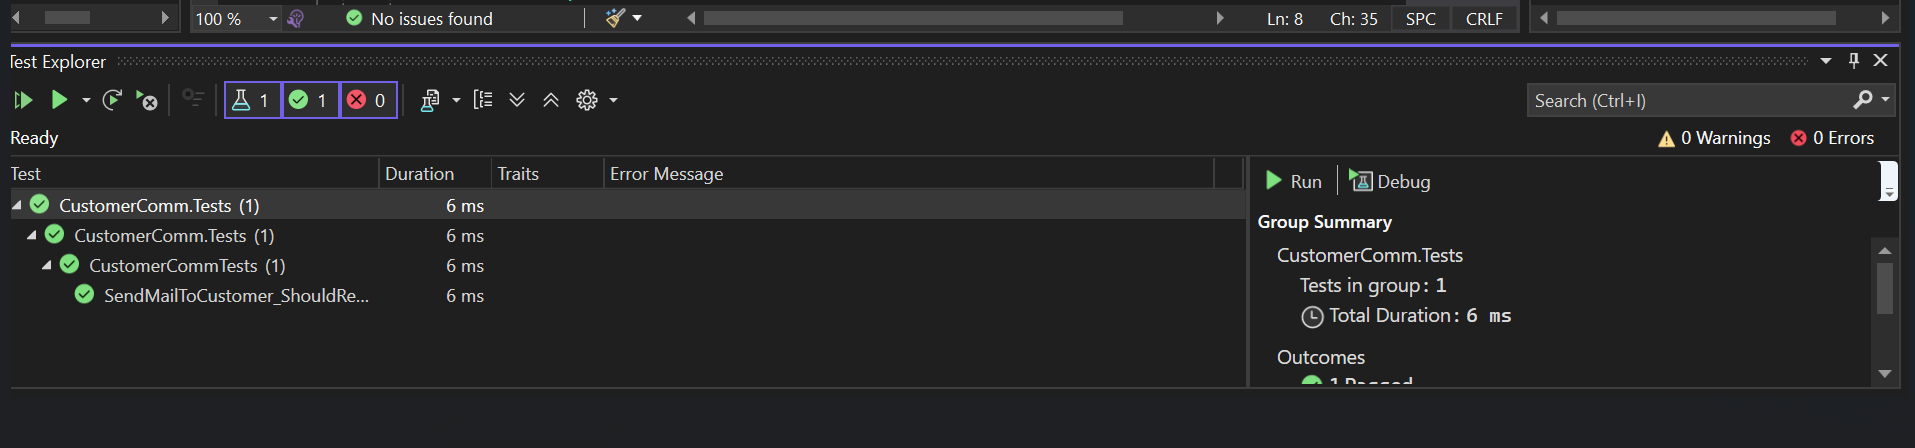 100 % No issues found Ln: 8 Ch: 35 SPC CRLF
Test Explorer
1 1 0 Search (Ctrl+I)
Ready 0 Warnings 0 Errors
Test Duration Traits Error Message
Run Debug
CustomerComm.Tests (1) 6 ms
Group Summary
CustomerComm.Tests (1) 6 ms
CustomerComm.Tests
CustomerCommTests (1) 6 ms
Tests in group: 1
SendMailToCustomer_ShouldRe... 6 ms
Total Duration: 6 ms
Outcomes
1 Passed